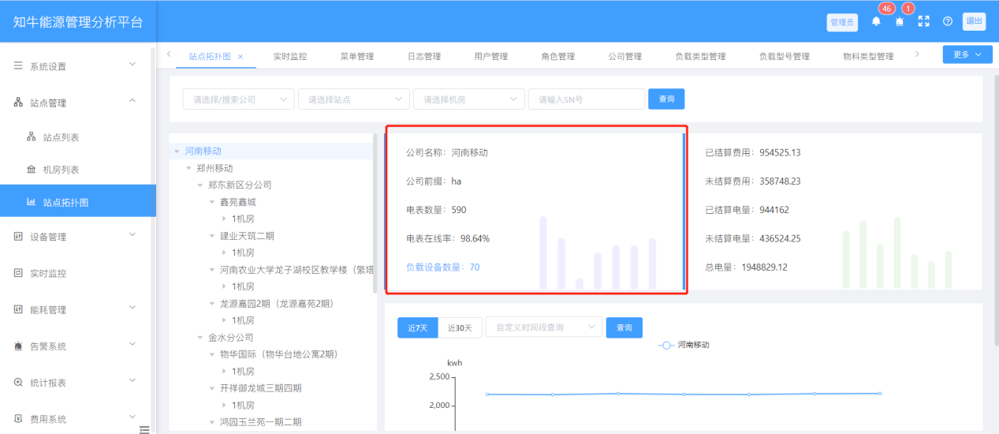 知牛能源管理分析平台
管理员
46
1
退出
系统设置
站点管理
站点列表
机房列表
站点拓扑图
设备管理
实时监控
能耗管理
告警系统
统计报表
费用系统
站点拓扑图 ×
实时监控
菜单管理
日志管理
用户管理
角色管理
公司管理
负载类型管理
负载型号管理
物料类型管理
更多
请选择/搜索公司
请选择站点
请选择机房
请输入SN号
查询
河南移动
郑州移动
郑东新区分公司
鑫苑鑫城
1机房
建业天筑二期
1机房
河南农业大学龙子湖校区教学楼（繁塔
1机房
龙源嘉园2期（龙源嘉苑2期）
1机房
金水分公司
物华国际（物华台地公寓2期）
1机房
开祥御龙城三期四期
1机房
鸿园玉兰苑一期二期
公司名称：河南移动
公司前缀：ha
电表数量：590
电表在线率：98.64%
负载设备数量：70
已结算费用：954525.13
未结算费用：358748.23
已结算电量：944162
未结算电量：436524.25
总电量：1948829.12
近7天
近30天
自定义时间段查询
查询
河南移动
kwh
2,500
2,000